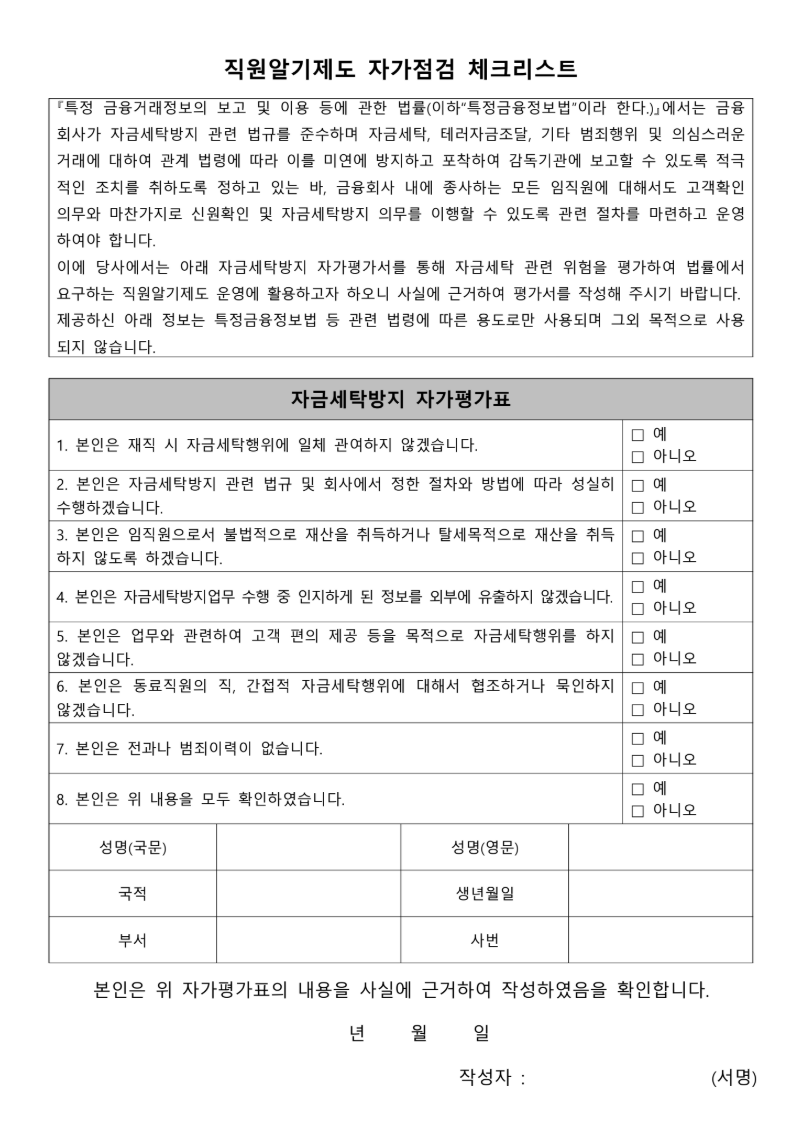 직원알기제도 자가점검 체크리스트
『특정 금융거래정보의 보고 및 이용 등에 관한 법률(이하“특정금융정보법”이라 한다.)』에서는 금융
회사가 자금세탁방지 관련 법규를 준수하며 자금세탁, 테러자금조달, 기타 범죄행위 및 의심스러운
거래에 대하여 관계 법령에 따라 이를 미연에 방지하고 포착하여 감독기관에 보고할 수 있도록 적극
적인 조치를 취하도록 정하고 있는 바, 금융회사 내에 종사하는 모든 임직원에 대해서도 고객확인
의무와 마찬가지로 신원확인 및 자금세탁방지 의무를 이행할 수 있도록 관련 절차를 마련하고 운영
하여야 합니다.
이에 당사에서는 아래 자금세탁방지 자가평가서를 통해 자금세탁 관련 위험을 평가하여 법률에서
요구하는 직원알기제도 운영에 활용하고자 하오니 사실에 근거하여 평가서를 작성해 주시기 바랍니다.
제공하신 아래 정보는 특정금융정보법 등 관련 법령에 따른 용도로만 사용되며 그외 목적으로 사용
되지 않습니다.
자금세탁방지 자가평가표
1. 본인은 재직 시 자금세탁행위에 일체 관여하지 않겠습니다.
□ 예
□ 아니오
2. 본인은 자금세탁방지 관련 법규 및 회사에서 정한 절차와 방법에 따라 성실히
수행하겠습니다.
□ 예
□ 아니오
3. 본인은 임직원으로서 불법적으로 재산을 취득하거나 탈세목적으로 재산을 취득
하지 않도록 하겠습니다.
□ 예
□ 아니오
4. 본인은 자금세탁방지업무 수행 중 인지하게 된 정보를 외부에 유출하지 않겠습니다.
□ 예
□ 아니오
5. 본인은 업무와 관련하여 고객 편의 제공 등을 목적으로 자금세탁행위를 하지
않겠습니다.
□ 예
□ 아니오
6. 본인은 동료직원의 직, 간접적 자금세탁행위에 대해서 협조하거나 묵인하지
않겠습니다.
□ 예
□ 아니오
7. 본인은 전과나 범죄이력이 없습니다.
□ 예
□ 아니오
8. 본인은 위 내용을 모두 확인하였습니다.
□ 예
□ 아니오
성명(국문) 성명(영문)
국적 생년월일
부서 사번
본인은 위 자가평가표의 내용을 사실에 근거하여 작성하였음을 확인합니다.
년 월 일
작성자 : (서명)